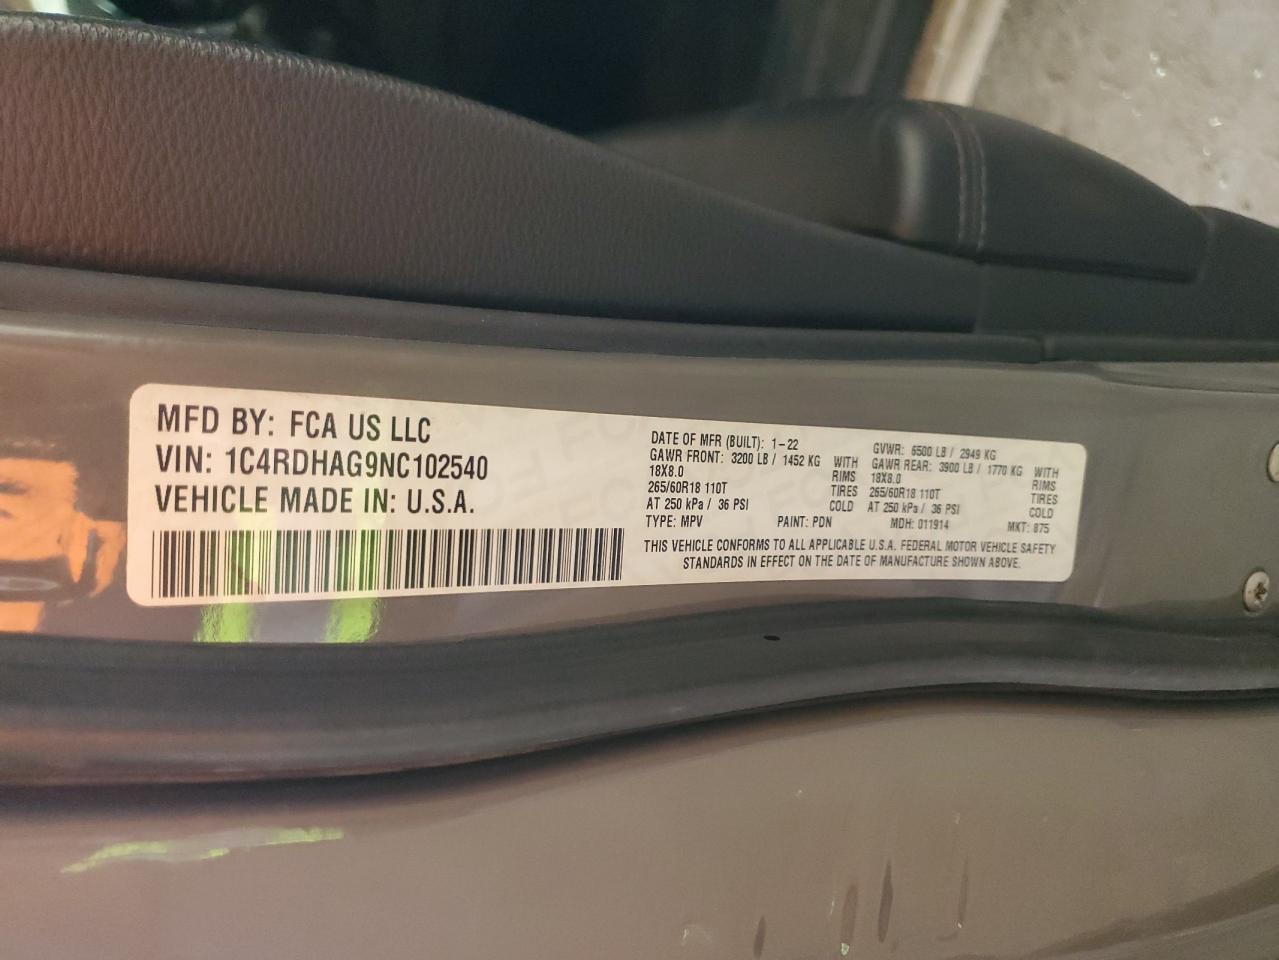 MFD BY: FCA US LLC
VIN: 1C4RDHAG9NC102540
VEHICLE MADE IN: U.S.A.
DATE OF MFR (BUILT): 1-22
GAWR FRONT: 3200 LB / 1452 KG WITH
18X8.0 RIMS
265/60R18 110T TIRES
AT 250 kPa / 36 PSI COLD
GVWR: 6500 LB / 2949 KG
GAWR REAR: 3900 LB / 1770 KG WITH
18X8.0 RIMS
265/60R18 110T TIRES
AT 250 kPa / 36 PSI COLD
TYPE: MPV PAINT: PDN MDH: 011914 MKT: 875
THIS VEHICLE CONFORMS TO ALL APPLICABLE U.S.A. FEDERAL MOTOR VEHICLE SAFETY
STANDARDS IN EFFECT ON THE DATE OF MANUFACTURE SHOWN ABOVE.